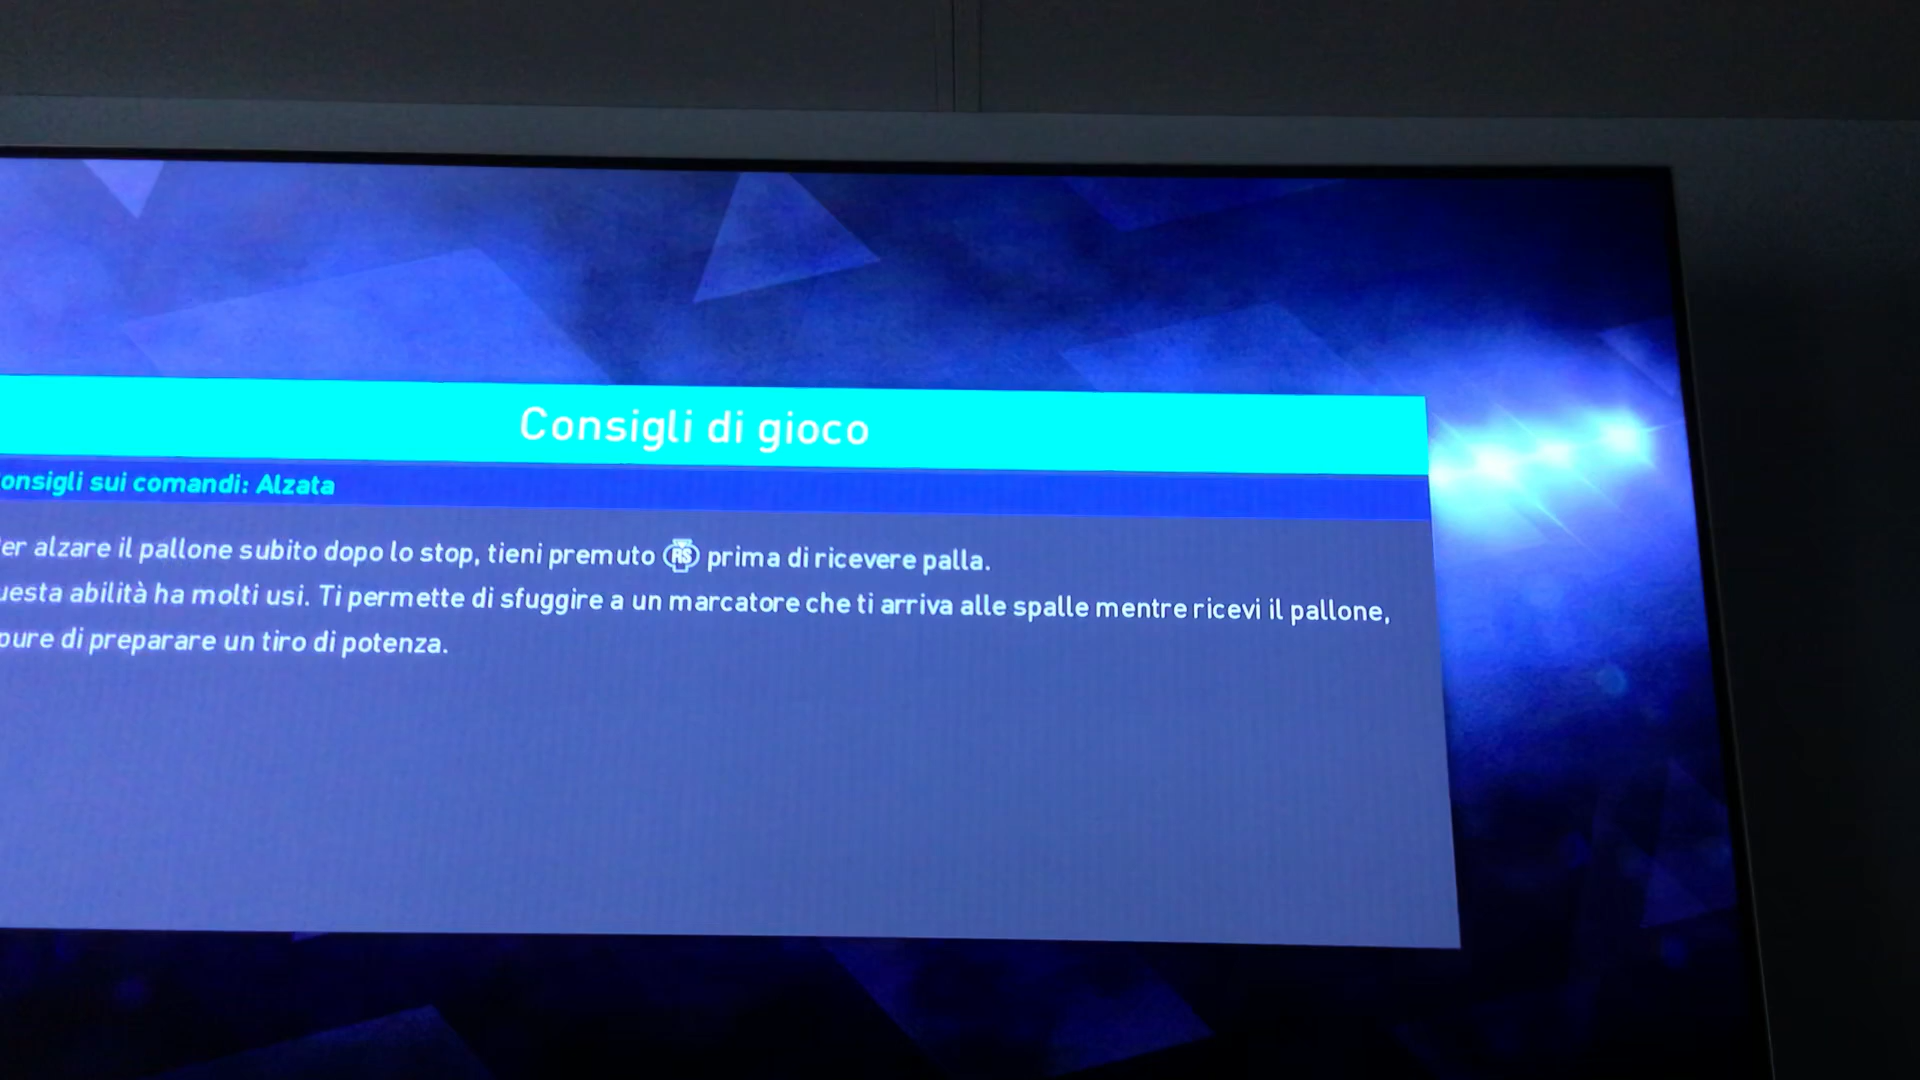 Consigli di gioco
onsigli sui comandi: Alzata
er alzare il pallone subito dopo lo stop, tieni premuto RS prima di ricevere palla.
uesta abilità ha molti usi. Ti permette di sfuggire a un marcatore che ti arriva alle spalle mentre ricevi il pallone,
pure di preparare un tiro di potenza.